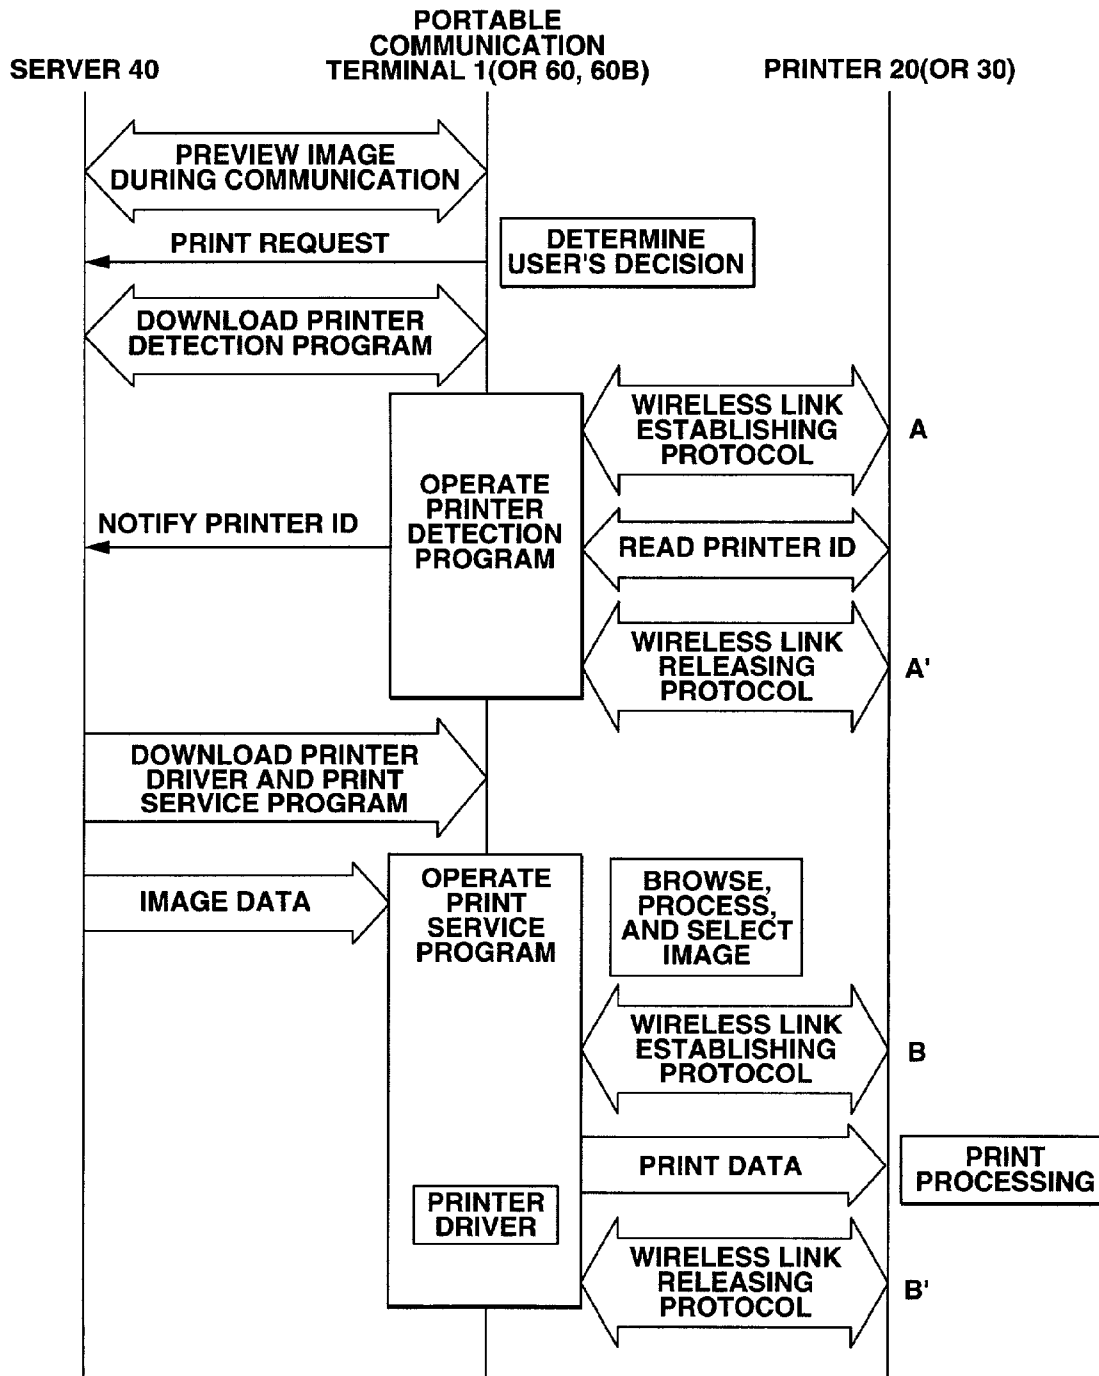 PORTABLE
COMMUNICATION
SERVER 40
TERMINAL 1(OR 60, 60B)
PRINTER 20(OR 30)
PREVIEW IMAGE
DURING COMMUNICATION
PRINT REQUEST
DETERMINE
USER'S DECISION
DOWNLOAD PRINTER
DETECTION PROGRAM
WIRELESS LINK
ESTABLISHING
PROTOCOL
A
OPERATE
PRINTER
DETECTION
PROGRAM
NOTIFY PRINTER ID
READ PRINTER ID
WIRELESS LINK
RELEASING
PROTOCOL
A'
DOWNLOAD PRINTER
DRIVER AND PRINT
SERVICE PROGRAM
IMAGE DATA
OPERATE
PRINT
SERVICE
PROGRAM
BROWSE,
PROCESS,
AND SELECT
IMAGE
WIRELESS LINK
ESTABLISHING
PROTOCOL
B
PRINT DATA
PRINT
PROCESSING
PRINTER
DRIVER
WIRELESS LINK
RELEASING
PROTOCOL
B'